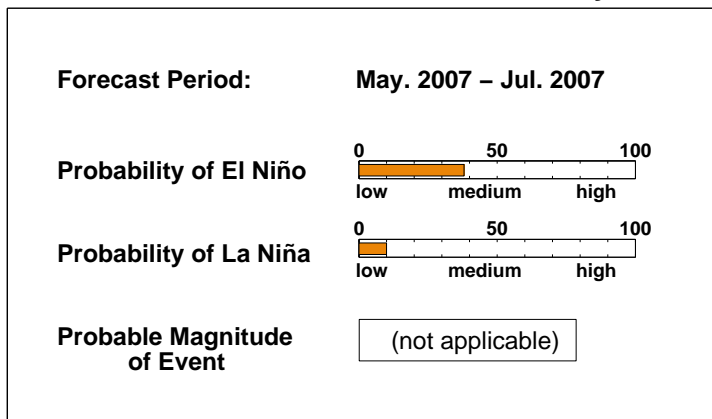 Forecast Period: May. 2007 – Jul. 2007
0 50 100
Probability of El Niño
low medium high
0 50 100
Probability of La Niña
low medium high
Probable Magnitude
of Event
(not applicable)